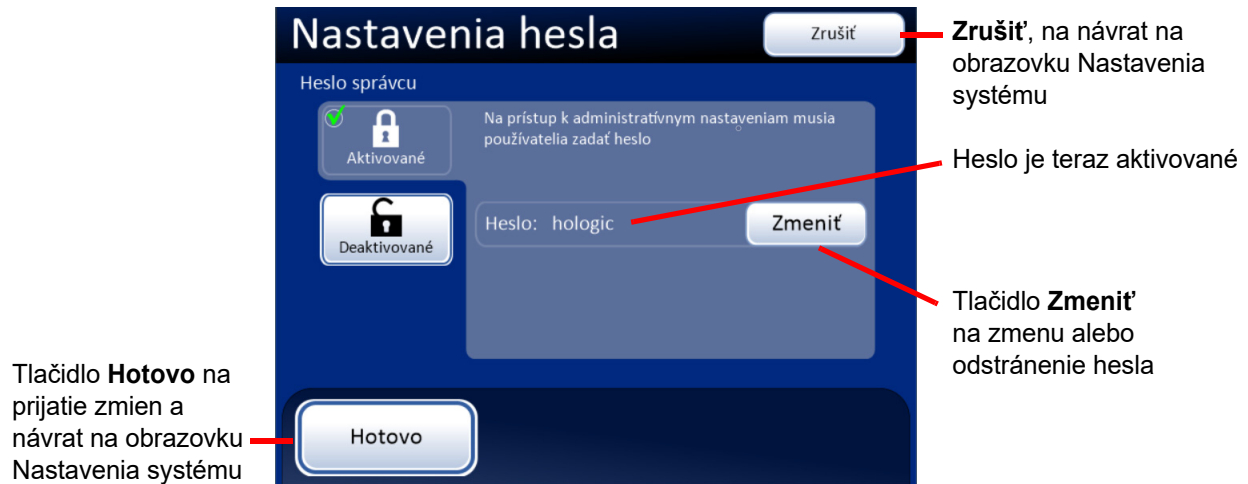 Nastavenia hesla
Zrušiť
Heslo správcu
Aktivované
Na prístup k administratívnym nastaveniam musia
používatelia zadať heslo
Deaktivované
Heslo: hologic
Zmeniť
Hotovo
Zrušiť, na návrat na
obrazovku Nastavenia
systému
Heslo je teraz aktivované
Tlačidlo Zmeniť
na zmenu alebo
odstránenie hesla
Tlačidlo Hotovo na
prijatie zmien a
návrat na obrazovku
Nastavenia systému